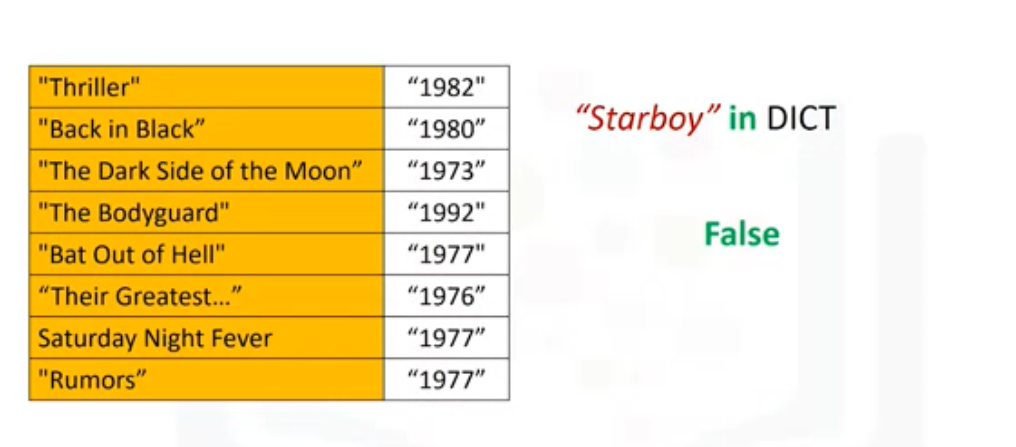 "Thriller" “1982"
"Back in Black” “1980”
"The Dark Side of the Moon” “1973”
"The Bodyguard" “1992"
"Bat Out of Hell" “1977"
“Their Greatest...” “1976”
Saturday Night Fever “1977”
"Rumors” “1977”
“Starboy” in DICT
False